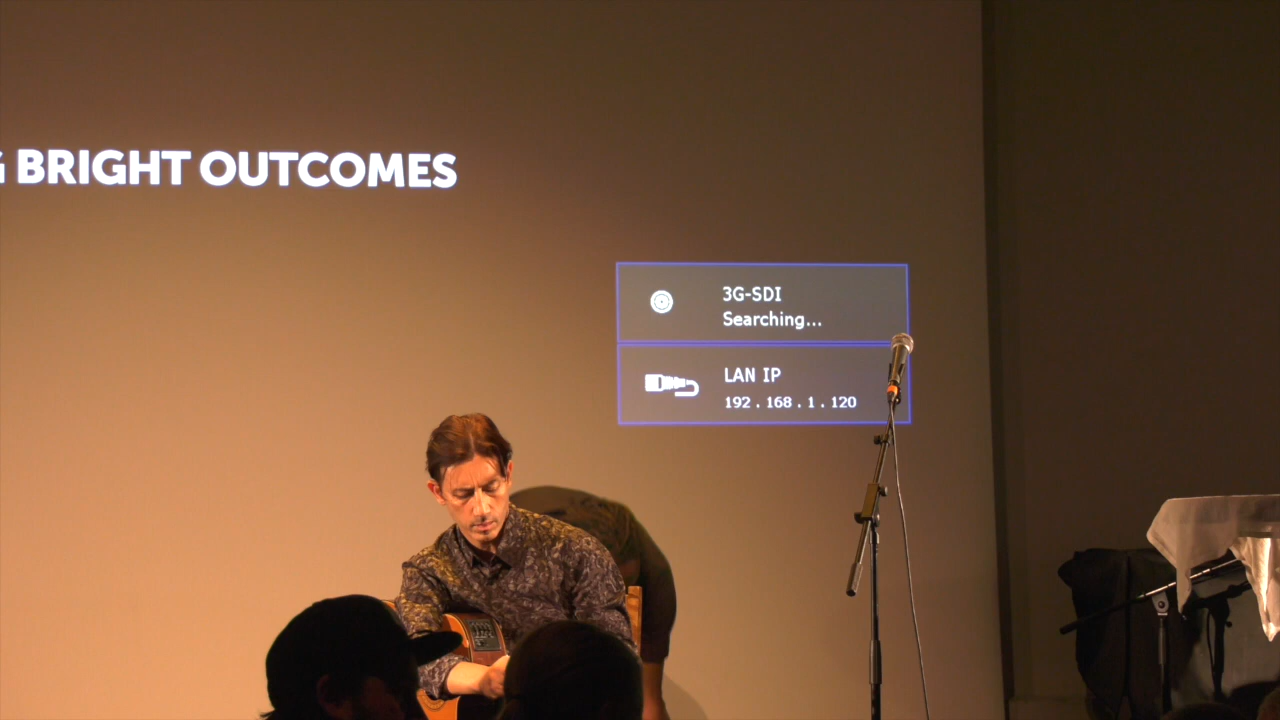 BRIGHT OUTCOMES
3G-SDI
Searching...
LAN IP
192 . 168 . 1 . 120